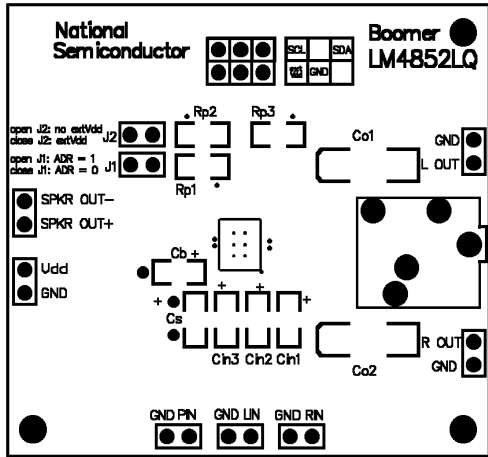 National
Semiconductor
Boomer
LM4852LQ
SCL SDA
GND
Rp2 Rp3
open J2: no extVdd
close J2: extVdd
J2
open J1: ADR = 1
close J1: ADR = 0
J1
Rp1
Co1
GND
L OUT
SPKR OUT-
SPKR OUT+
Vdd
GND
Cb +
+ + + +
Cs
Cin3 Cin2 Cin1
Co2
R OUT
GND
GND PIN GND LIN GND RIN